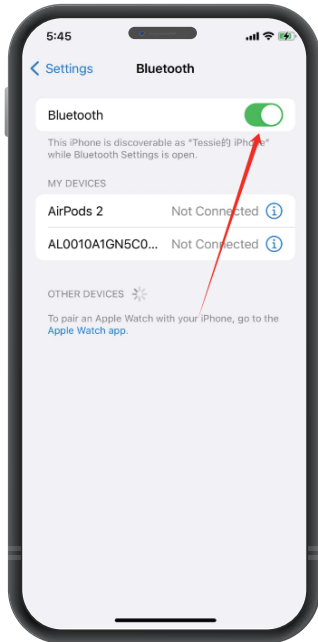 5:45
Settings
Bluetooth
Bluetooth
This iPhone is discoverable as "Tessie的 iPhone"
while Bluetooth Settings is open.
MY DEVICES
AirPods 2 Not Connected
AL0010A1GN5C0... Not Connected
OTHER DEVICES
To pair an Apple Watch with your iPhone, go to the
Apple Watch app.